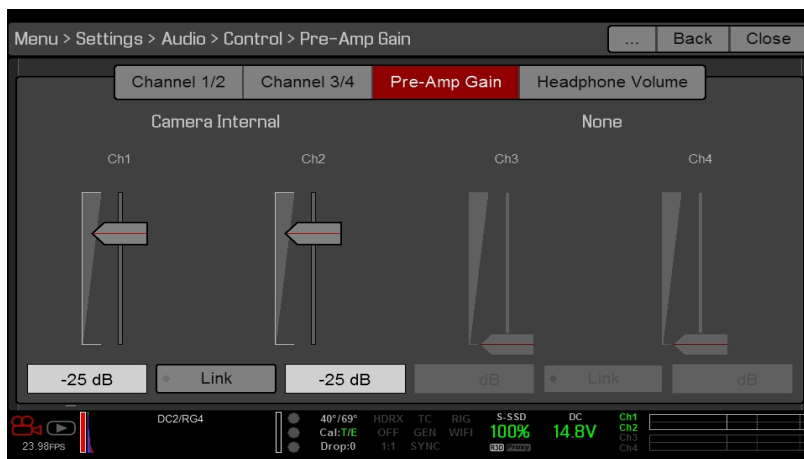 Menu > Settings > Audio > Control > Pre-Amp Gain ... Back Close
Channel 1/2 Channel 3/4 Pre-Amp Gain Headphone Volume
Camera Internal None
Ch1 Ch2 Ch3 Ch4
-25 dB Link -25 dB dB Link dB
DC2/RG4 40°/69° HDRX TC RIG S-SSD DC Ch1
Cal:T/E OFF GEN WIFI 100% 14.8V Ch2
23.98FPS Drop:0 1:1 SYNC R3D Proxy Ch3
Ch4